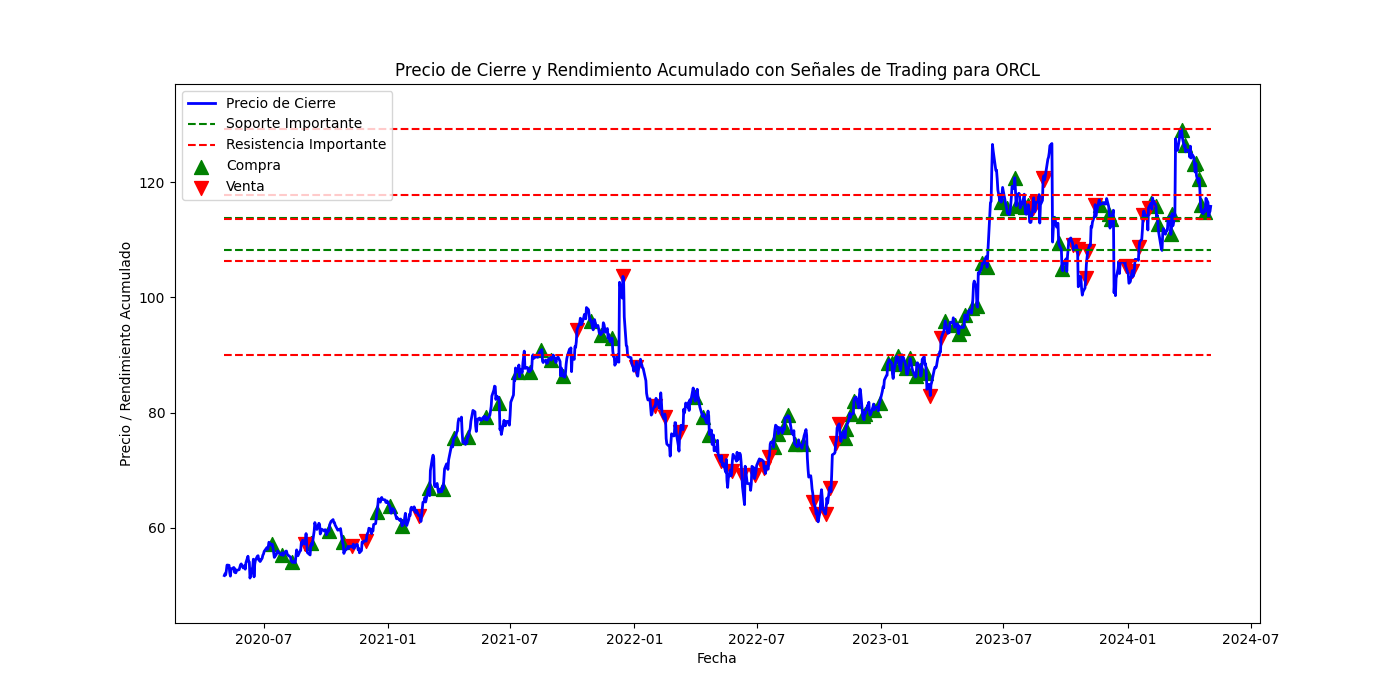 Precio de Cierre y Rendimiento Acumulado con Señales de Trading para ORCL
Precio de Cierre
Soporte Importante
Resistencia Importante
Compra
Venta
Precio / Rendimiento Acumulado
120
100
80
60
2020-07
2021-01
2021-07
2022-01
2022-07
2023-01
2023-07
2024-01
2024-07
Fecha